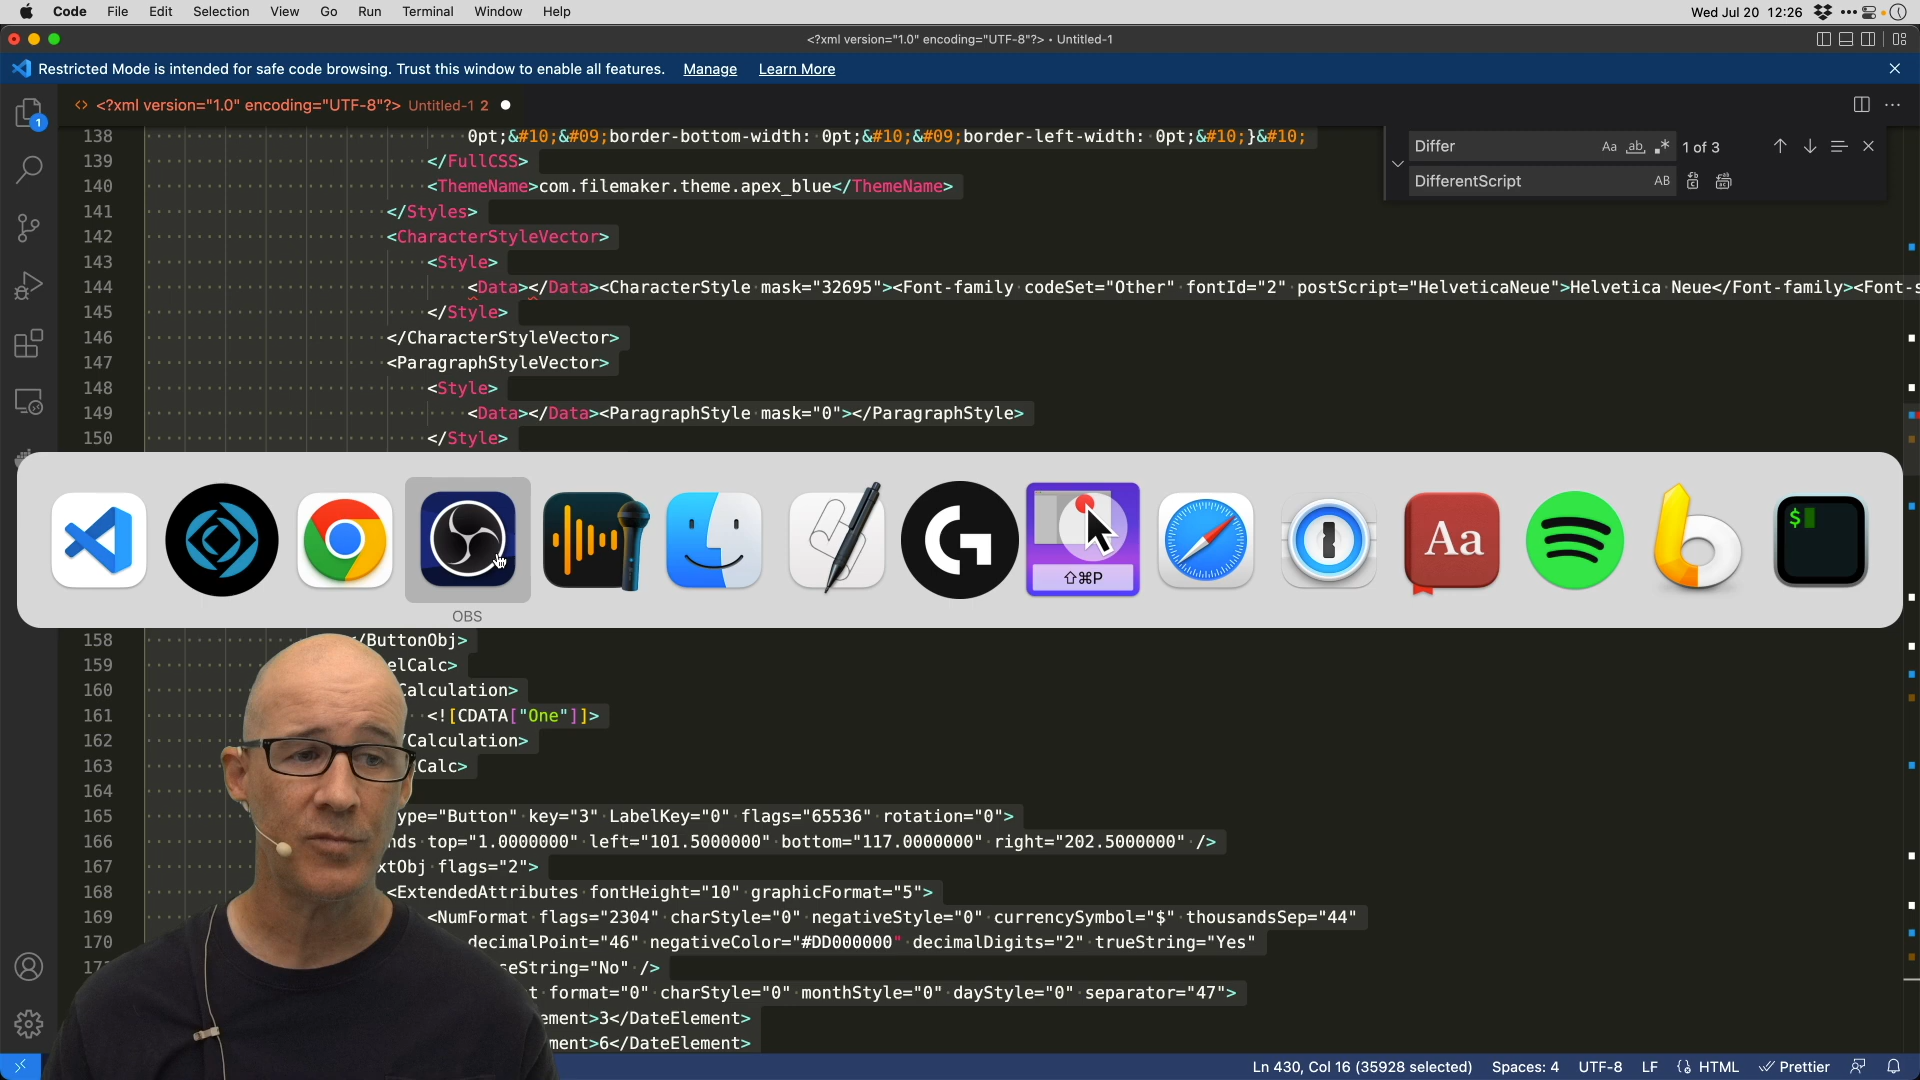 Code File Edit Selection View Go Run Terminal Window Help
Wed Jul 20 12:26
<?xml version="1.0" encoding="UTF-8"?> • Untitled-1
Restricted Mode is intended for safe code browsing. Trust this window to enable all features. Manage Learn More
<?xml version="1.0" encoding="UTF-8"?> Untitled-1 2
1
Differ Aa ab 1 of 3
DifferentScript AB
138 0pt;&#10;&#09;border-bottom-width: 0pt;&#10;&#09;border-left-width: 0pt;&#10;}&#10;
139 </FullCSS>
140 <ThemeName>com.filemaker.theme.apex_blue</ThemeName>
141 </Styles>
142 <CharacterStyleVector>
143 <Style>
144 <Data></Data><CharacterStyle mask="32695"><Font-family codeSet="Other" fontId="2" postScript="HelveticaNeue">Helvetica Neue</Font-family><Font-s
145 </Style>
146 </CharacterStyleVector>
147 <ParagraphStyleVector>
148 <Style>
149 <Data></Data><ParagraphStyle mask="0"></ParagraphStyle>
150 </Style>
⇧⌘P
Aa
$
OBS
158 /ButtonObj>
159 elCalc>
160 Calculation>
161 <![CDATA["One"]]>
162 /Calculation>
163 Calc>
164
165 ype="Button" key="3" LabelKey="0" flags="65536" rotation="0">
166 nds top="1.0000000" left="101.5000000" bottom="117.0000000" right="202.5000000" />
167 xtObj flags="2">
168 <ExtendedAttributes fontHeight="10" graphicFormat="5">
169 <NumFormat flags="2304" charStyle="0" negativeStyle="0" currencySymbol="$" thousandsSep="44"
170 decimalPoint="46" negativeColor="#DD000000" decimalDigits="2" trueString="Yes"
seString="No" />
t format="0" charStyle="0" monthStyle="0" dayStyle="0" separator="47">
ement>3</DateElement>
ment>6</DateElement>
Ln 430, Col 16 (35928 selected) Spaces: 4 UTF-8 LF HTML Prettier